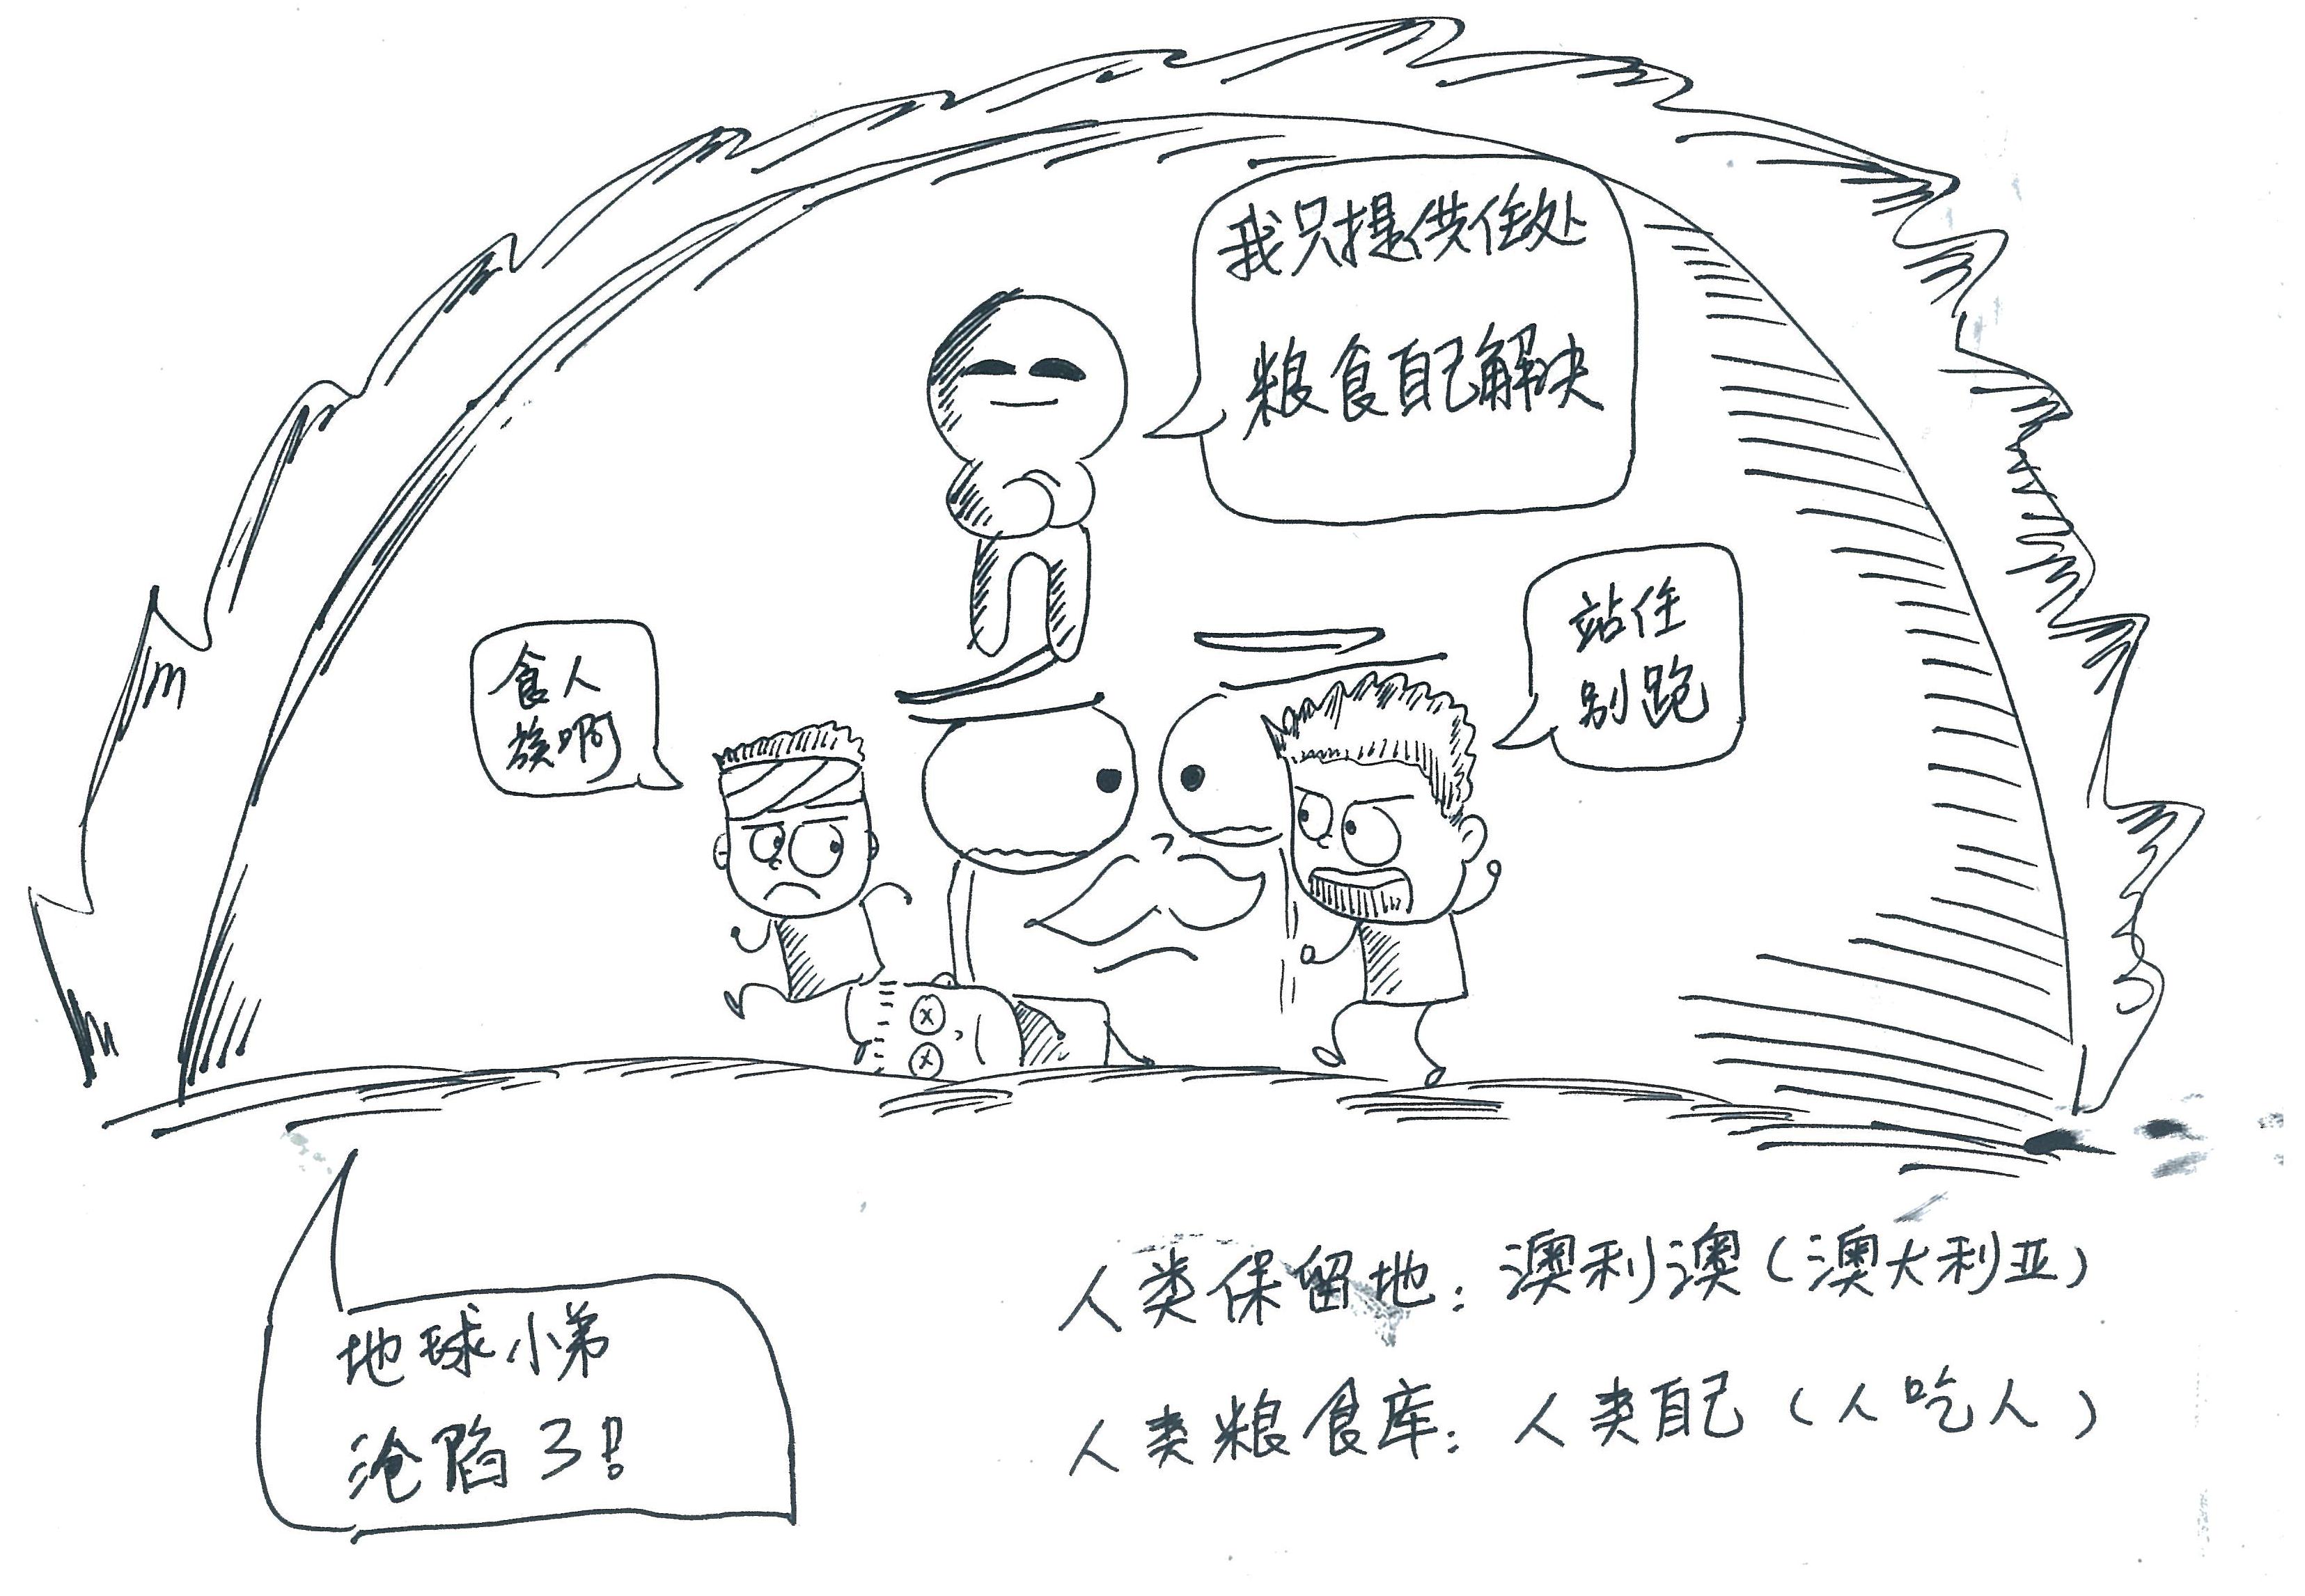 我只提供住处
粮食自己解决
食人
族啊
站住
别跑
地球小弟
沦陷了!
人类保留地：澳利澳（澳大利亚）
人类粮食库：人类自己（人吃人）